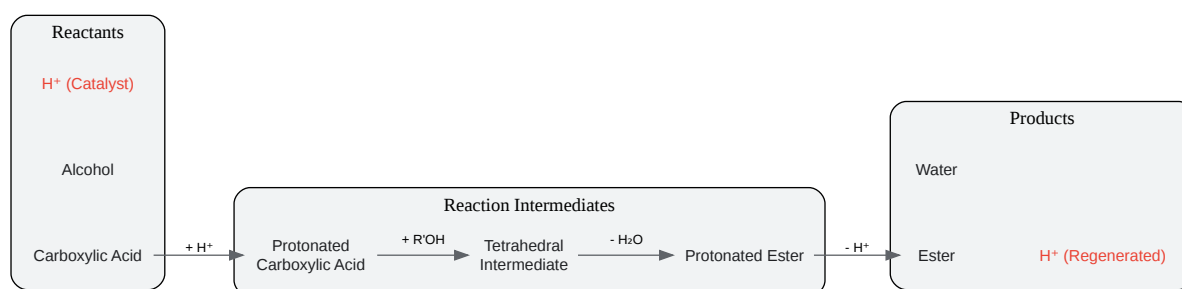 Reactants
H⁺ (Catalyst)
Alcohol
Carboxylic Acid
+ H⁺
Reaction Intermediates
Protonated
Carboxylic Acid
+ R'OH
Tetrahedral
Intermediate
- H₂O
Protonated Ester
- H⁺
Products
Water
Ester
H⁺ (Regenerated)